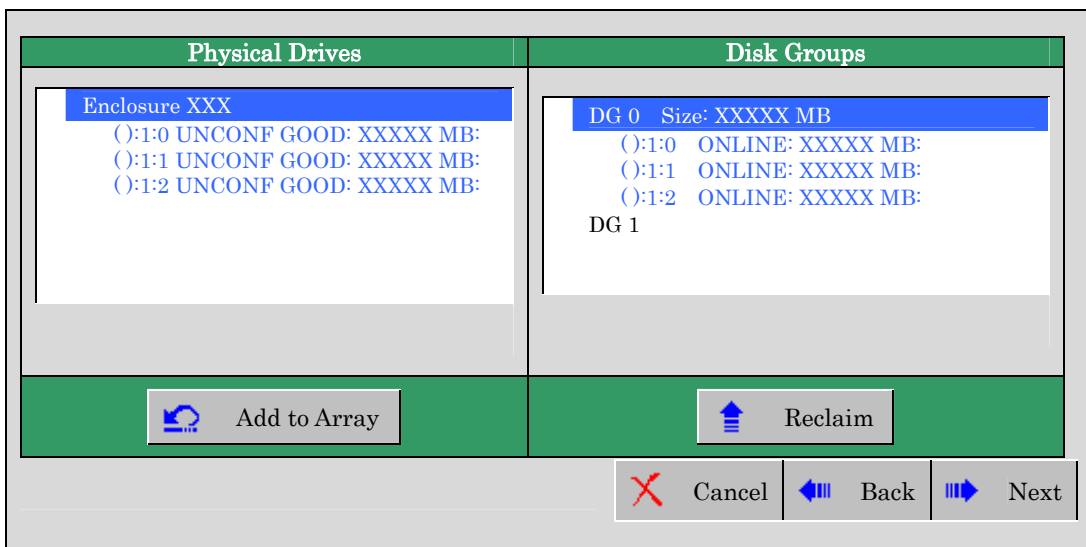 Physical Drives
Enclosure XXX
( ):1:0 UNCONF GOOD: XXXXX MB:
( ):1:1 UNCONF GOOD: XXXXX MB:
( ):1:2 UNCONF GOOD: XXXXX MB:
Add to Array
Disk Groups
DG 0 Size: XXXXX MB
( ):1:0 ONLINE: XXXXX MB:
( ):1:1 ONLINE: XXXXX MB:
( ):1:2 ONLINE: XXXXX MB:
DG 1
Reclaim
Cancel
Back
Next